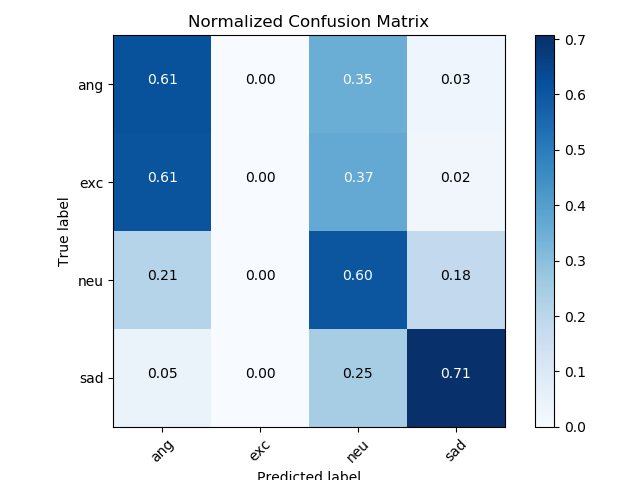 Normalized Confusion Matrix
True label
ang 0.61 0.00 0.35 0.03
exc 0.61 0.00 0.37 0.02
neu 0.21 0.00 0.60 0.18
sad 0.05 0.00 0.25 0.71
ang exc neu sad
Predicted label
0.7
0.6
0.5
0.4
0.3
0.2
0.1
0.0